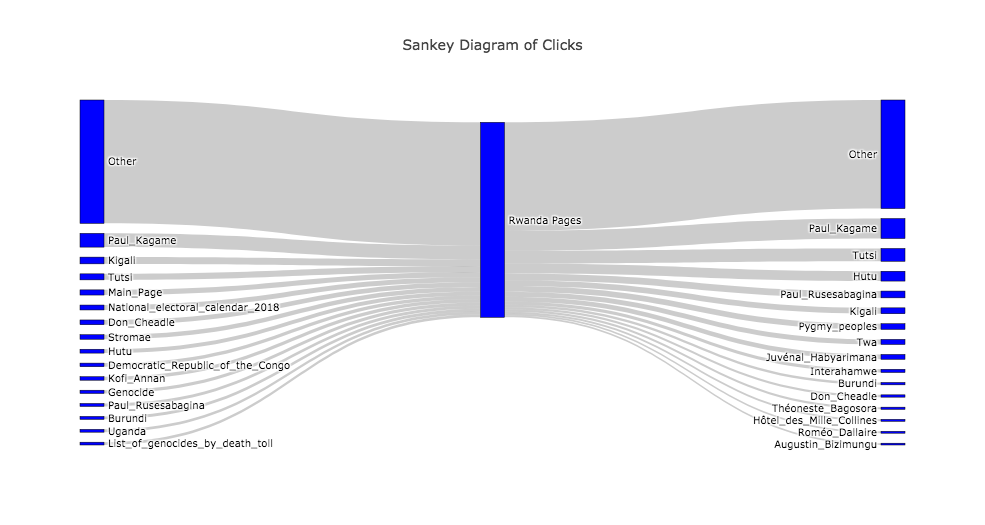 Sankey Diagram of Clicks
Other
Paul_Kagame
Kigali
Tutsi
Main_Page
National_electoral_calendar_2018
Don_Cheadle
Stromae
Hutu
Democratic_Republic_of_the_Congo
Kofi_Annan
Genocide
Paul_Rusesabagina
Burundi
Uganda
List_of_genocides_by_death_toll
Rwanda Pages
Other
Paul_Kagame
Tutsi
Hutu
Paul_Rusesabagina
Kigali
Pygmy_peoples
Twa
Juvénal_Habyarimana
Interahamwe
Burundi
Don_Cheadle
Théoneste_Bagosora
Hôtel_des_Mille_Collines
Roméo_Dallaire
Augustin_Bizimungu